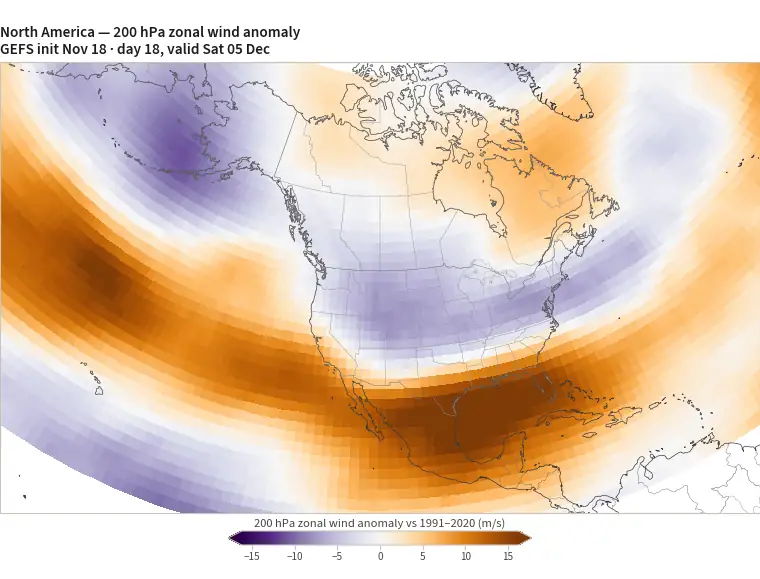 North America — 200 hPa zonal wind anomaly
GEFS init Nov 18 · day 18, valid Sat 05 Dec
200 hPa zonal wind anomaly vs 1991–2020 (m/s)
−15 −10 −5 0 5 10 15